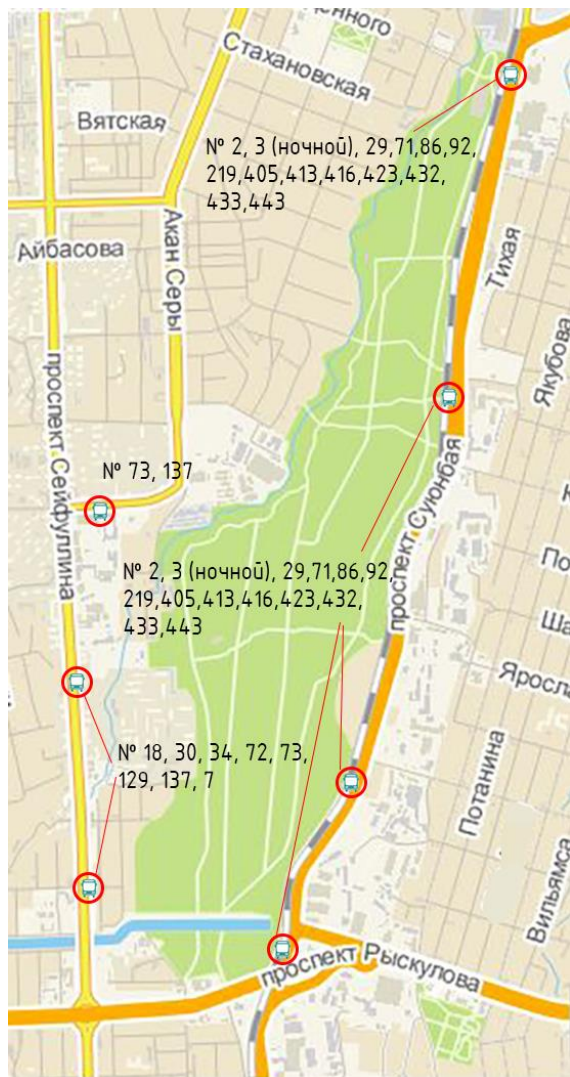 Стахановская
Вятская
№ 2, 3 (ночной), 29,71,86,92,
219,405,413,416,423,432,
433,443
Айбасова
Акан Серы
Тихая
Якубова
проспект Сейфуллина
проспект Суюнбая
№ 73, 137
№ 2, 3 (ночной), 29,71,86,92,
219,405,413,416,423,432,
433,443
По
Ша
Яросла
№ 18, 30, 34, 72, 73,
129, 137, 7
Потанина
Вильямса
проспект Рыскулова